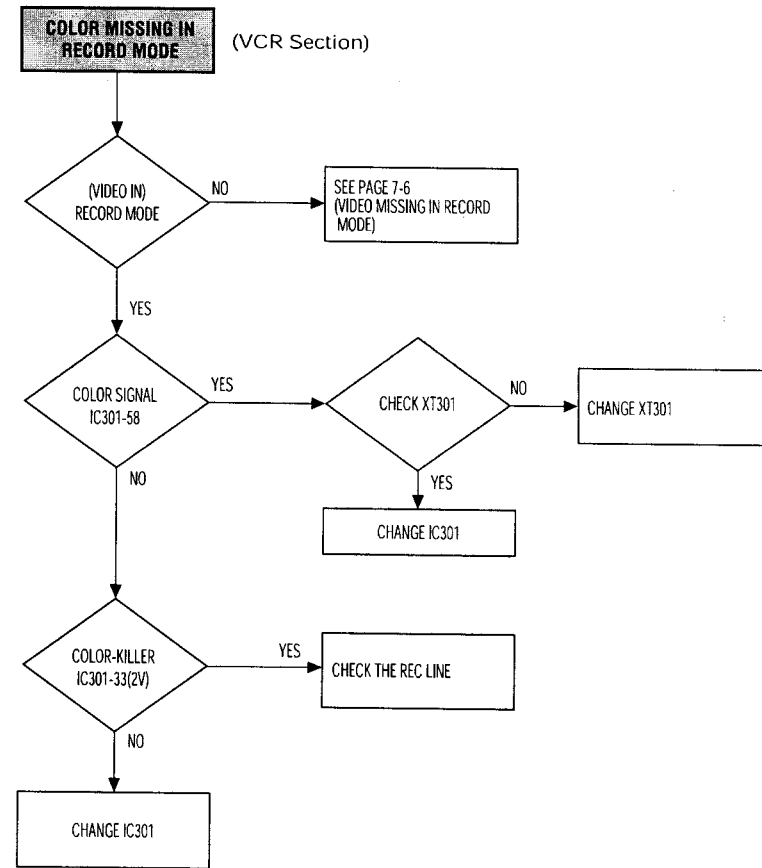 COLOR MISSING IN
RECORD MODE
(VCR Section)
(VIDEO IN)
RECORD MODE
NO
SEE PAGE 7-6
(VIDEO MISSING IN RECORD
MODE)
YES
COLOR SIGNAL
IC301-58
YES
CHECK XT301
NO
CHANGE XT301
NO
YES
CHANGE IC301
COLOR-KILLER
IC301-33(2V)
YES
CHECK THE REC LINE
NO
CHANGE IC301